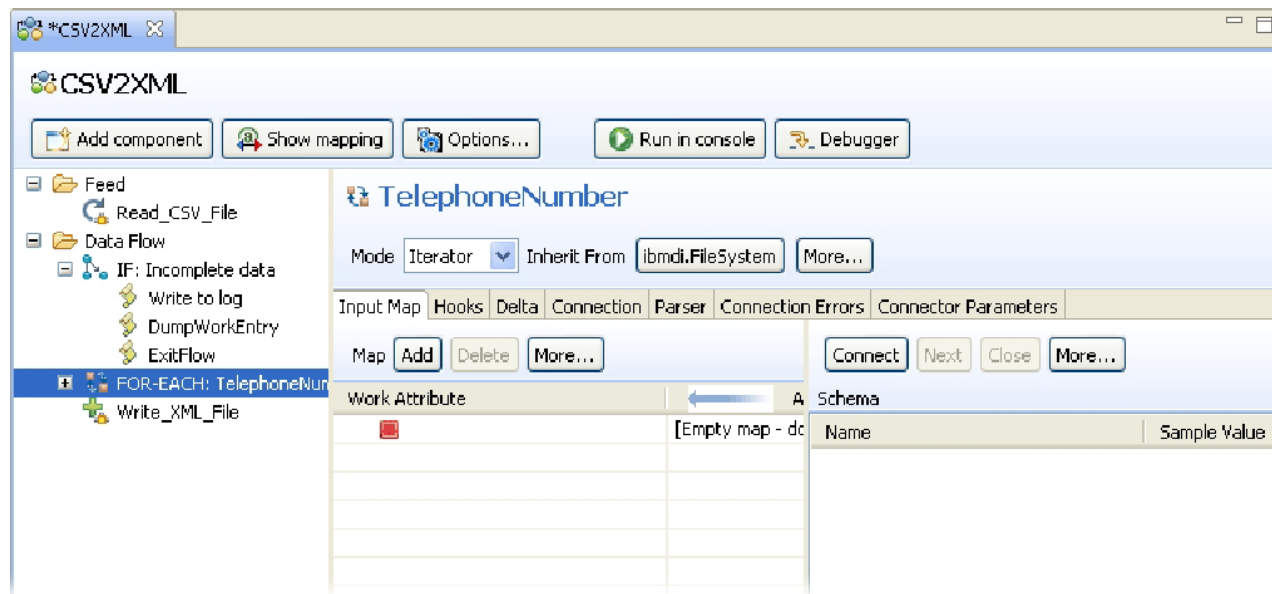 *CSV2XML
CSV2XML
Add component Show mapping Options... Run in console Debugger
Feed
Read_CSV_File
Data Flow
IF: Incomplete data
Write to log
DumpWorkEntry
ExitFlow
FOR-EACH: TelephoneNum
Write_XML_File
TelephoneNumber
Mode Iterator Inherit From ibmdi.FileSystem More...
Input Map Hooks Delta Connection Parser Connection Errors Connector Parameters
Map Add Delete More...
Work Attribute A
[Empty map - do
Connect Next Close More...
Schema
Name Sample Value